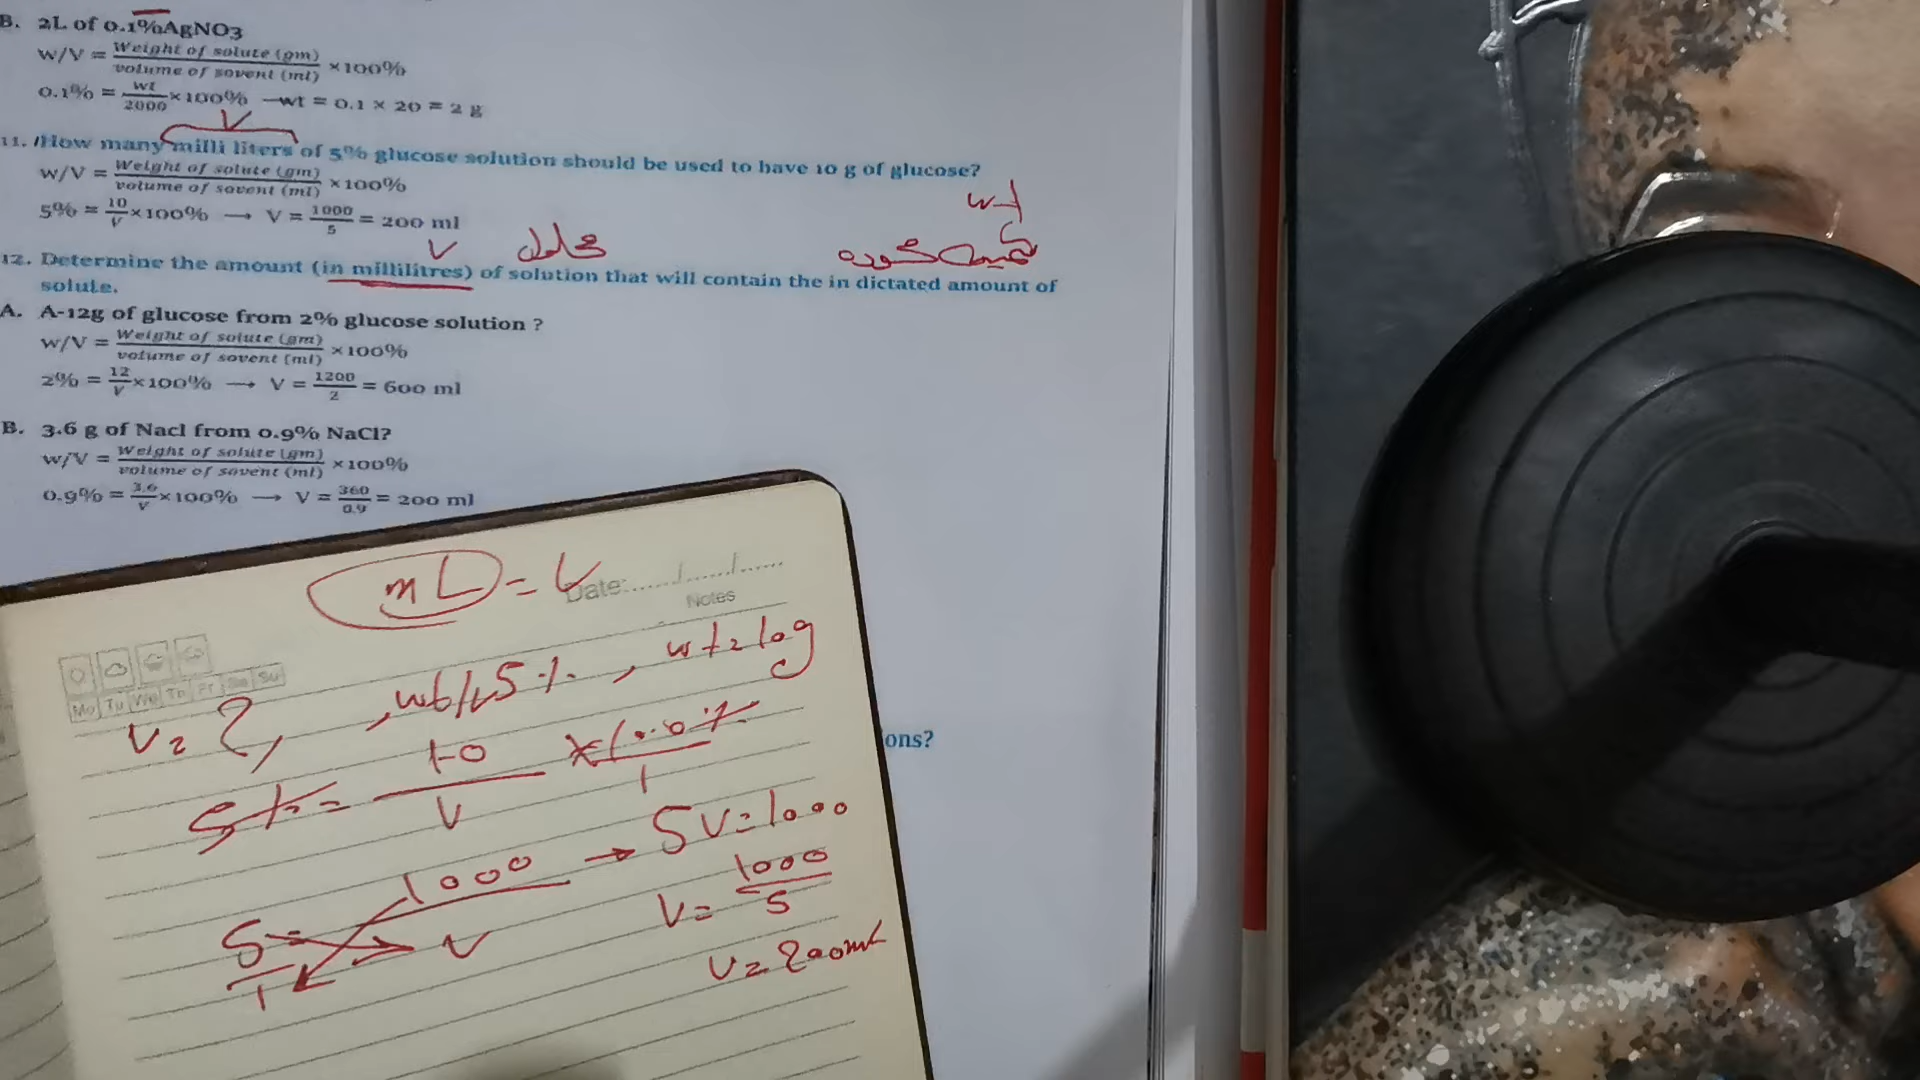 B. 2L of 0.1%AgNO3
w/V = Weight of solute (gm) / volume of sovent (ml) ×100%
0.1% = wt / 2000 ×100% →wt = 0.1 × 20 = 2 g
V
11. How many milli liters of 5% glucose solution should be used to have 10 g of glucose?
w/V = Weight of solute (gm) / volume of sovent (ml) ×100%
wt
5% = 10 / V ×100% → V = 1000 / 5 = 200 ml
V محلول
12. Determine the amount (in millilitres) of solution that will contain the in dictated amount of
solute.
A. A-12g of glucose from 2% glucose solution ?
w/V = Weight of solute (gm) / volume of sovent (ml) ×100%
2% = 12 / V ×100% → V = 1200 / 2 = 600 ml
B. 3.6 g of Nacl from 0.9% NaCl?
w/V = Weight of solute (gm) / volume of sovent (ml) ×100%
0.9% = 3.6 / V ×100% → V = 360 / 0.9 = 200 ml
ons?
mL = V
Date:
Notes
Mo Tu We Th Fr Sa Su
V = ?, , wt/v 5%, wt = 10g
5% = 10 / V × 100% / 1
5 / 1 = 1000 / V → 5V = 1000
V = 1000 / 5
V = 200mL